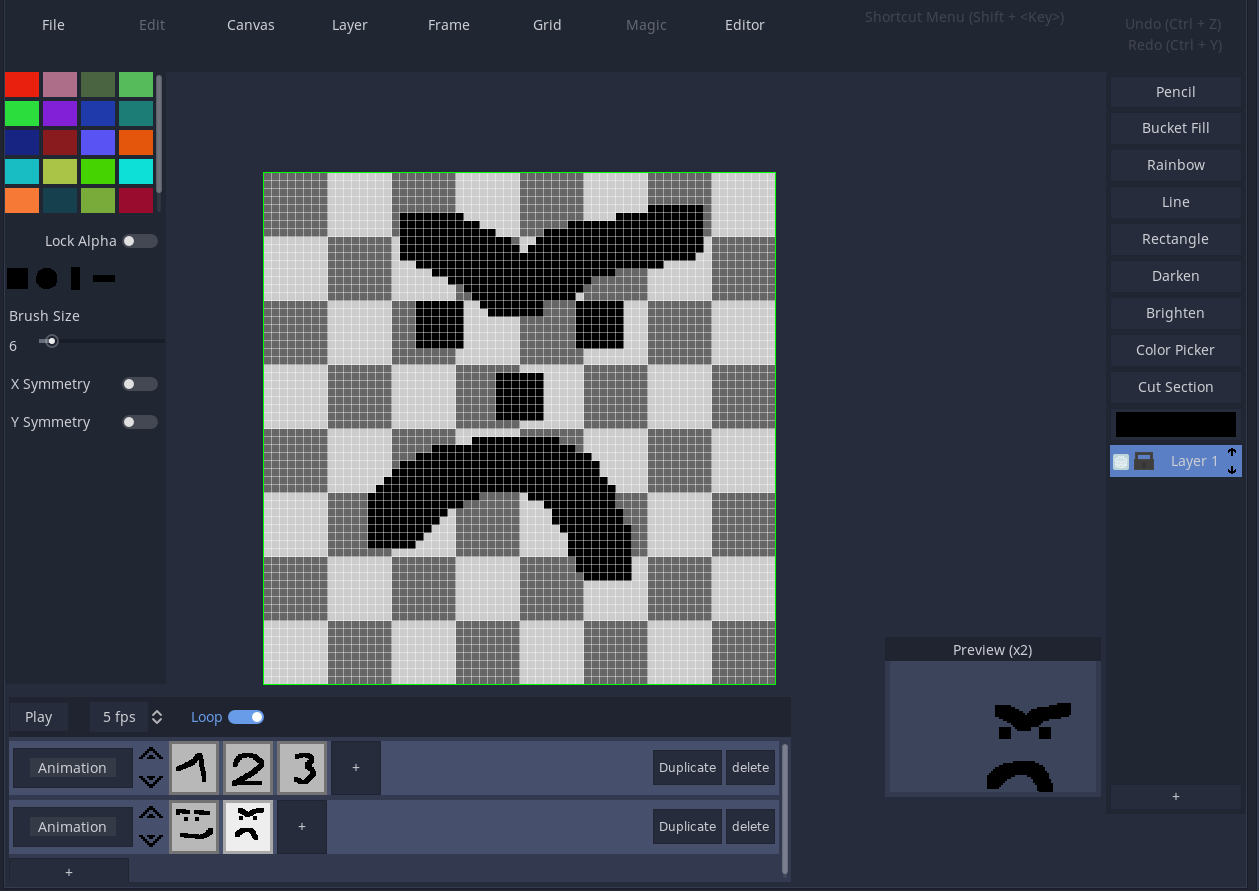 File Edit Canvas Layer Frame Grid Magic Editor
Shortcut Menu (Shift + <Key>)
Undo (Ctrl + Z)
Redo (Ctrl + Y)
Lock Alpha
Brush Size
6
X Symmetry
Y Symmetry
Pencil
Bucket Fill
Rainbow
Line
Rectangle
Darken
Brighten
Color Picker
Cut Section
Layer 1
+
Preview (x2)
Play 5 fps Loop
Animation 1 2 3 + Duplicate delete
Animation + Duplicate delete
+